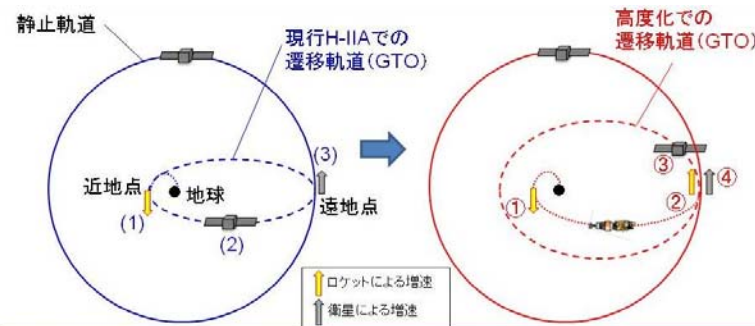 静止軌道
現行H-IIAでの
遷移軌道(GTO)
近地点
地球
遠地点
(1)
(2)
(3)
高度化での
遷移軌道(GTO)
①
②
③
④
ロケットによる増速
衛星による増速